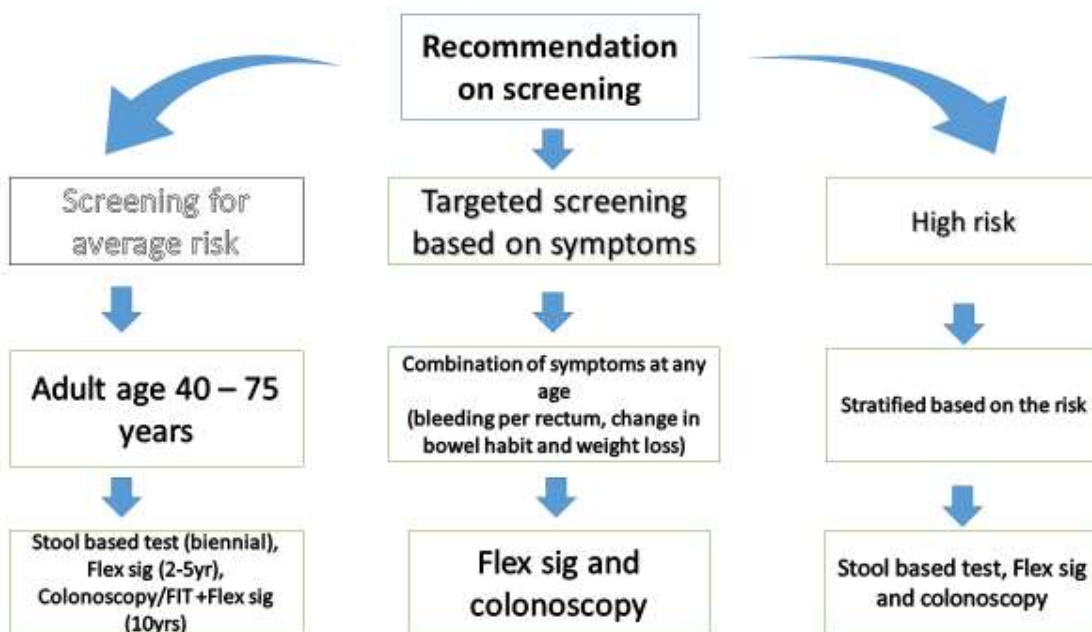 Recommendation
on screening
Screening for
average risk
Targeted screening
based on symptoms
High risk
Adult age 40 – 75
years
Combination of symptoms at any
age
(bleeding per rectum, change in
bowel habit and weight loss)
Stratified based on the risk
Stool based test (biennial),
Flex sig (2-5yr),
Colonoscopy/FIT+Flex sig
(10yrs)
Flex sig and
colonoscopy
Stool based test, Flex sig
and colonoscopy